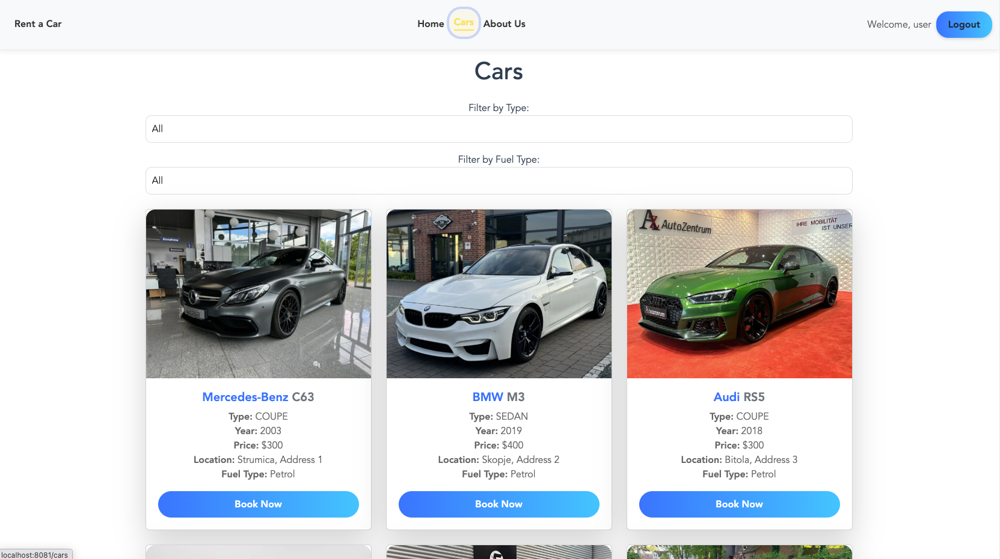 Rent a Car
Home Cars About Us
Welcome, user Logout
Cars
Filter by Type:
All
Filter by Fuel Type:
All
Annahme
AZ AutoZentrum
IHRE MOBILITÄT
IST UNSER
Mercedes-Benz C63
Type: COUPE
Year: 2003
Price: $300
Location: Strumica, Address 1
Fuel Type: Petrol
Book Now
BMW M3
Type: SEDAN
Year: 2019
Price: $400
Location: Skopje, Address 2
Fuel Type: Petrol
Book Now
Audi RS5
Type: COUPE
Year: 2018
Price: $300
Location: Bitola, Address 3
Fuel Type: Petrol
Book Now
localhost:8081/cars